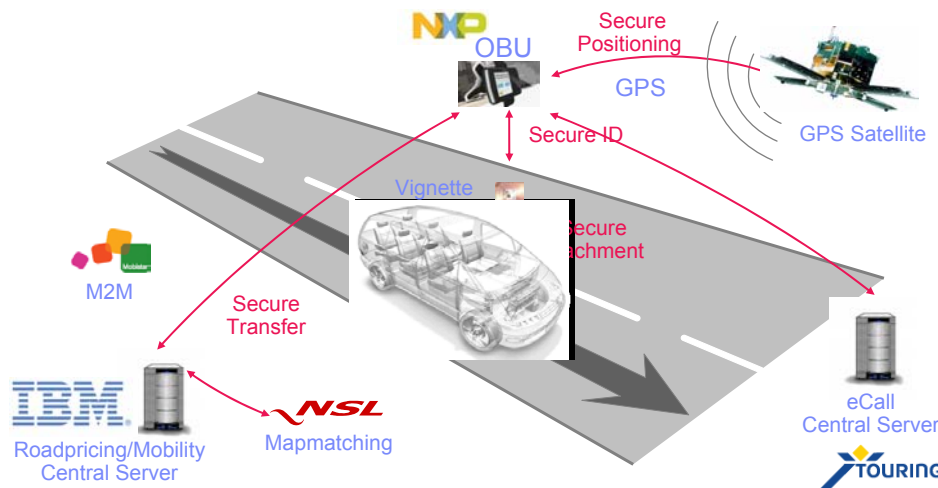 NXP
OBU
Secure
Positioning
GPS
GPS Satellite
Secure ID
Vignette
Secure
achment
Mobistar
M2M
Secure
Transfer
IBM.
NSL
Mapmatching
Roadpricing/Mobility
Central Server
eCall
Central Server
TOURING